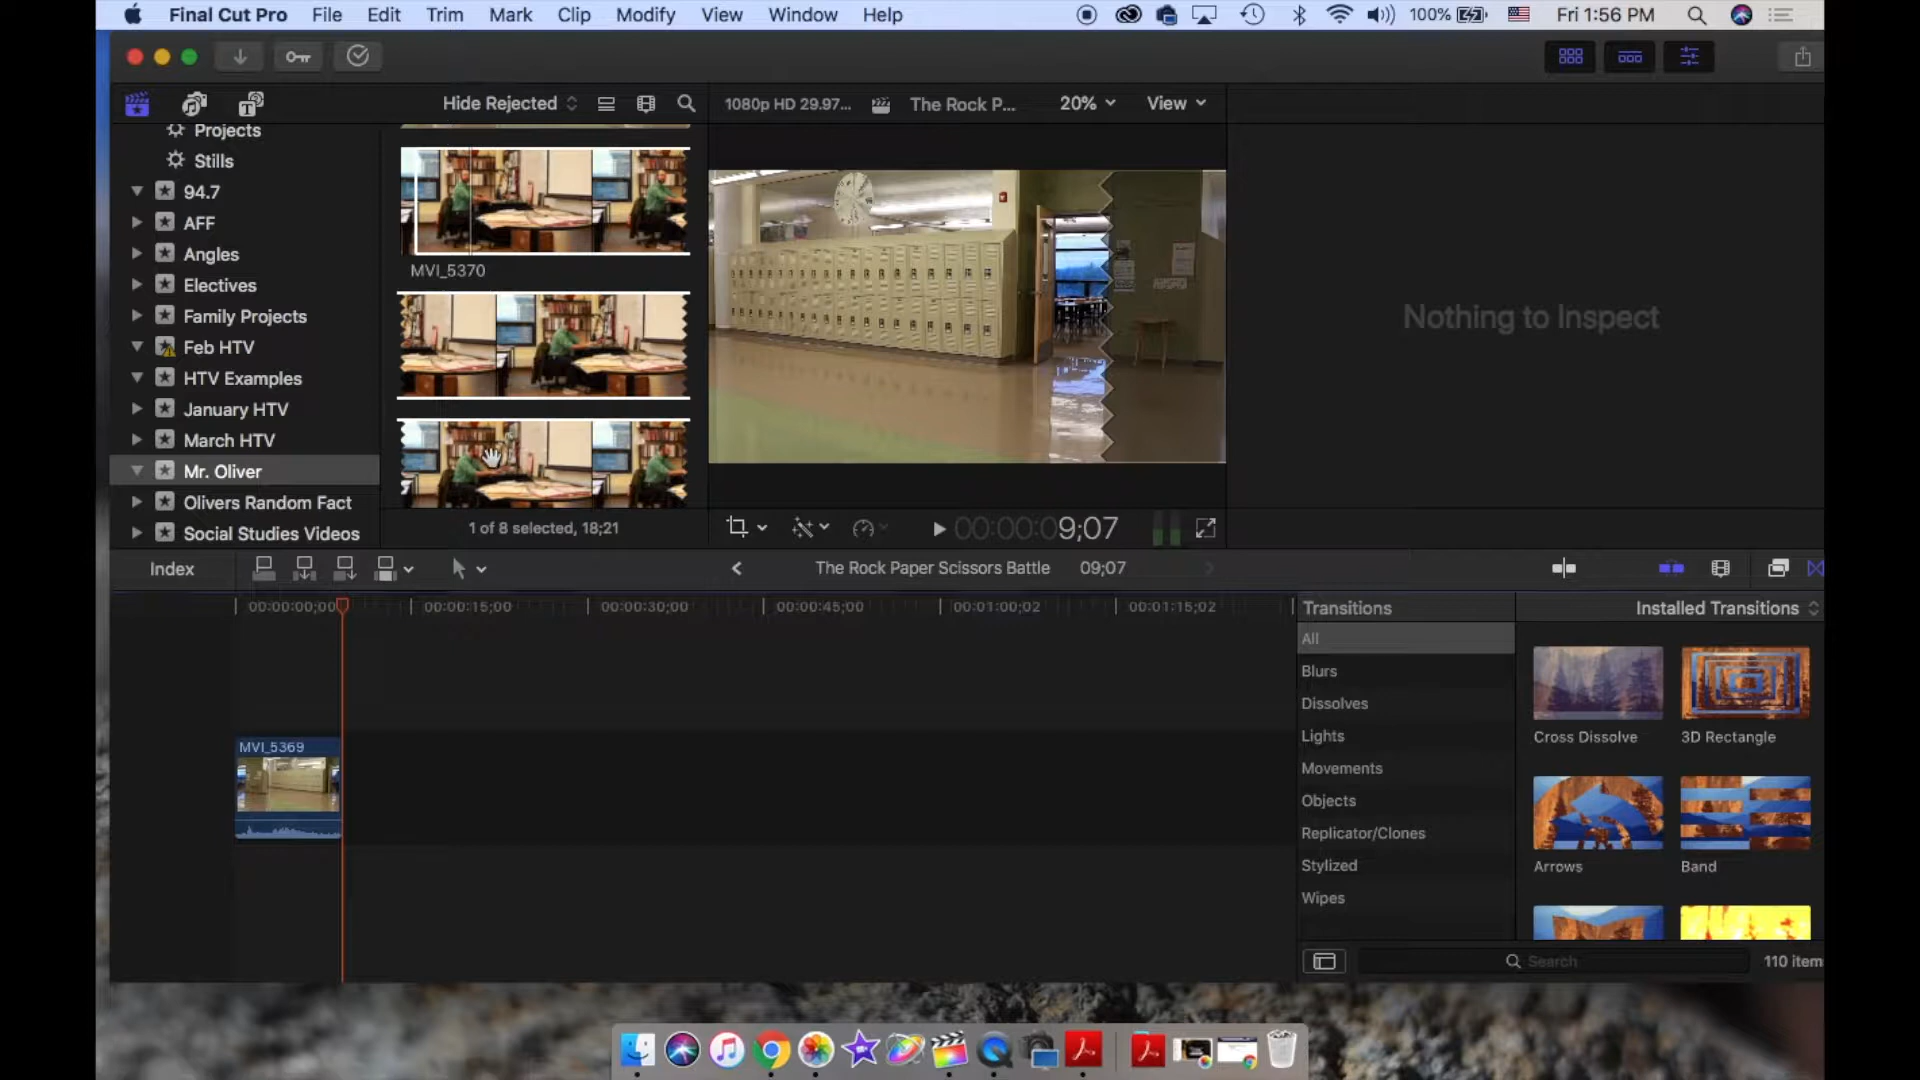 Final Cut Pro File Edit Trim Mark Clip Modify View Window Help 100% Fri 1:56 PM
Hide Rejected 1080p HD 29.97... The Rock P... 20% View
Projects
Stills
94.7
AFF
Angles
Electives
Family Projects
Feb HTV
HTV Examples
January HTV
March HTV
Mr. Oliver
Olivers Random Fact
Social Studies Videos
MVI_5370
1 of 8 selected, 18;21
Nothing to Inspect
00:00:09;07
Index The Rock Paper Scissors Battle 09;07
00:00:00;00 00:00:15;00 00:00:30;00 00:00:45;00 00:01:00;02 00:01:15;02
MVI_5369
Transitions Installed Transitions
All
Blurs
Dissolves
Lights
Movements
Objects
Replicator/Clones
Stylized
Wipes
Cross Dissolve 3D Rectangle
Arrows Band
Search 110 item